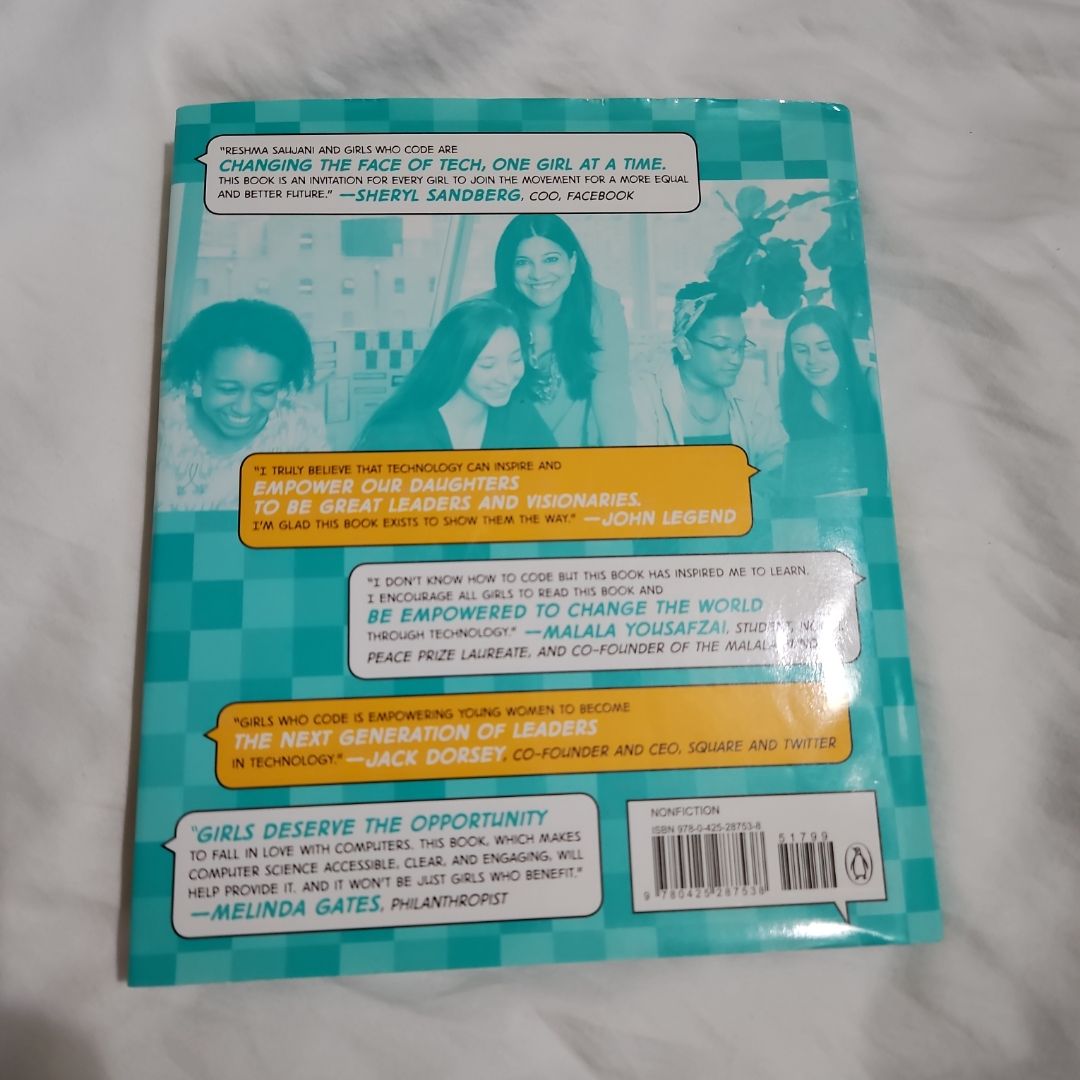 "RESHMA SAUJANI AND GIRLS WHO CODE ARE
CHANGING THE FACE OF TECH, ONE GIRL AT A TIME.
THIS BOOK IS AN INVITATION FOR EVERY GIRL TO JOIN THE MOVEMENT FOR A MORE EQUAL
AND BETTER FUTURE." —SHERYL SANDBERG, COO, FACEBOOK
"I TRULY BELIEVE THAT TECHNOLOGY CAN INSPIRE AND
EMPOWER OUR DAUGHTERS
TO BE GREAT LEADERS AND VISIONARIES.
I'M GLAD THIS BOOK EXISTS TO SHOW THEM THE WAY." —JOHN LEGEND
"I DON'T KNOW HOW TO CODE BUT THIS BOOK HAS INSPIRED ME TO LEARN.
I ENCOURAGE ALL GIRLS TO READ THIS BOOK AND
BE EMPOWERED TO CHANGE THE WORLD
THROUGH TECHNOLOGY." —MALALA YOUSAFZAI, STUDENT,
PEACE PRIZE LAUREATE, AND CO-FOUNDER OF THE MALALA
"GIRLS WHO CODE IS EMPOWERING YOUNG WOMEN TO BECOME
THE NEXT GENERATION OF LEADERS
IN TECHNOLOGY." —JACK DORSEY, CO-FOUNDER AND CEO, SQUARE AND TWITTER
"GIRLS DESERVE THE OPPORTUNITY
TO FALL IN LOVE WITH COMPUTERS. THIS BOOK, WHICH MAKES
COMPUTER SCIENCE ACCESSIBLE, CLEAR, AND ENGAGING, WILL
HELP PROVIDE IT. AND IT WON'T BE JUST GIRLS WHO BENEFIT."
—MELINDA GATES, PHILANTHROPIST
NONFICTION
ISBN 978-0-425-28753-8
51799
9 780425 287538